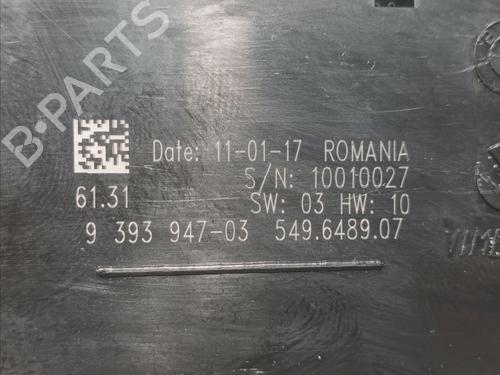 B-PARTS
Date: 11-01-17 ROMANIA
S/N: 10010027
61.31 SW: 03 HW: 10
9 393 947-03 549.6489.07